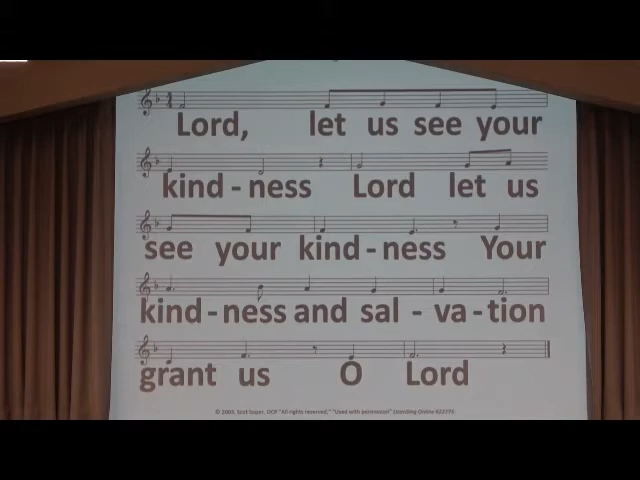 Lord, let us see your
kind - ness Lord let us
see your kind - ness Your
kind - ness and sal - va - tion
grant us O Lord